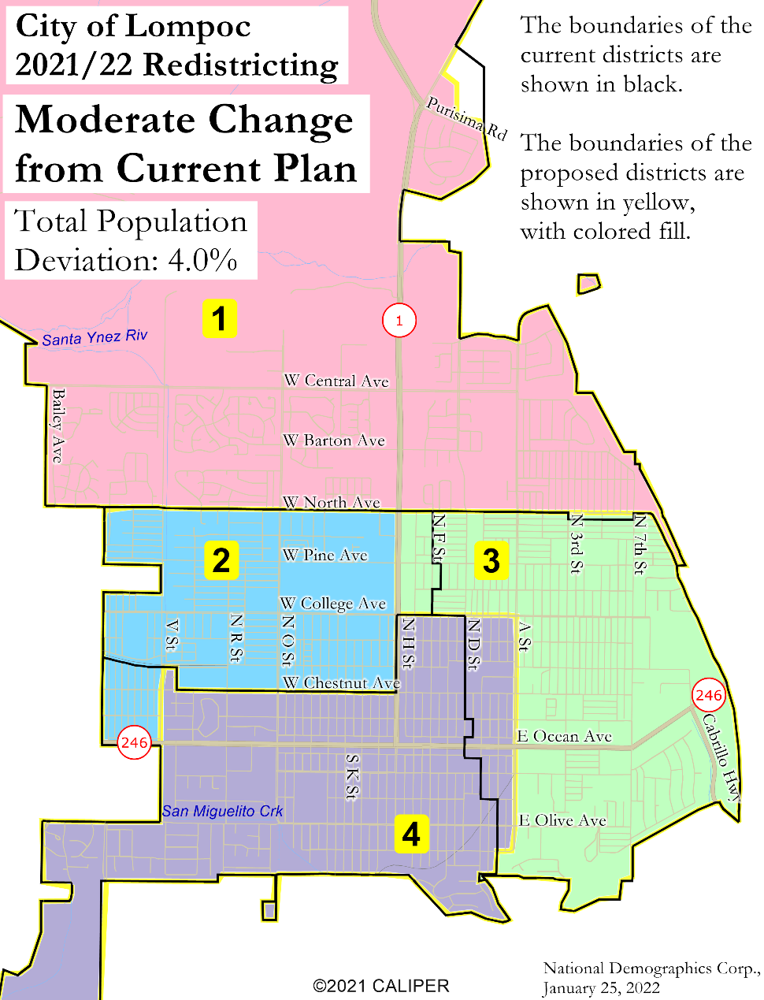 City of Lompoc
2021/22 Redistricting
Moderate Change
from Current Plan
Total Population
Deviation: 4.0%
The boundaries of the
current districts are
shown in black.
The boundaries of the
proposed districts are
shown in yellow,
with colored fill.
Purisima Rd
1
1
Santa Ynez Riv
W Central Ave
Bailey Ave
W Barton Ave
W North Ave
N F St
N 3rd St
N 7th St
2
W Pine Ave
3
W College Ave
V St
N R St
N O St
N H St
N D St
A St
W Chestnut Ave
246
246
Cabrillo Hwy
E Ocean Ave
S K St
San Miguelito Crk
4
E Olive Ave
National Demographics Corp.,
January 25, 2022
©2021 CALIPER